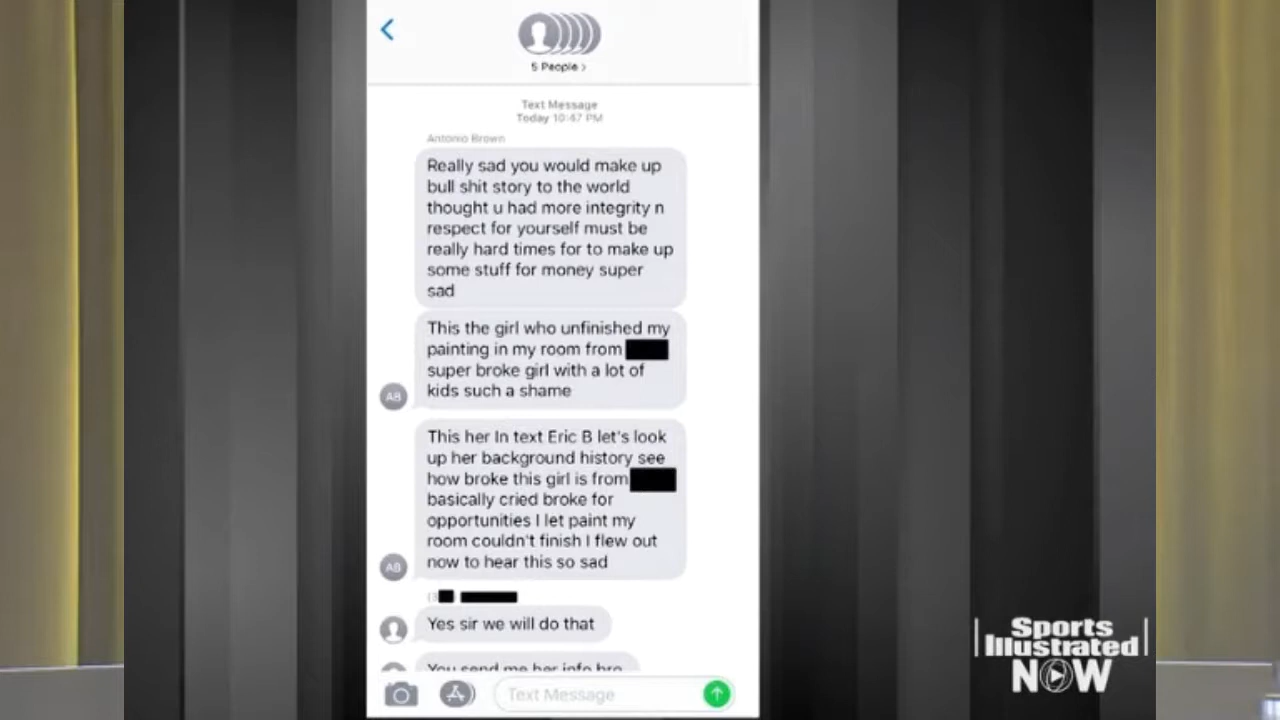 5 People >
Text Message
Today 10:47 PM
Antonio Brown
Really sad you would make up
bull shit story to the world
thought u had more integrity n
respect for yourself must be
really hard times for to make up
some stuff for money super
sad
This the girl who unfinished my
painting in my room from
super broke girl with a lot of
kids such a shame
AB
This her In text Eric B let's look
up her background history see
how broke this girl is from
basically cried broke for
opportunities I let paint my
room couldn't finish I flew out
now to hear this so sad
AB
Yes sir we will do that
You send me her info bro
Text Message
Sports
Illustrated
NOW